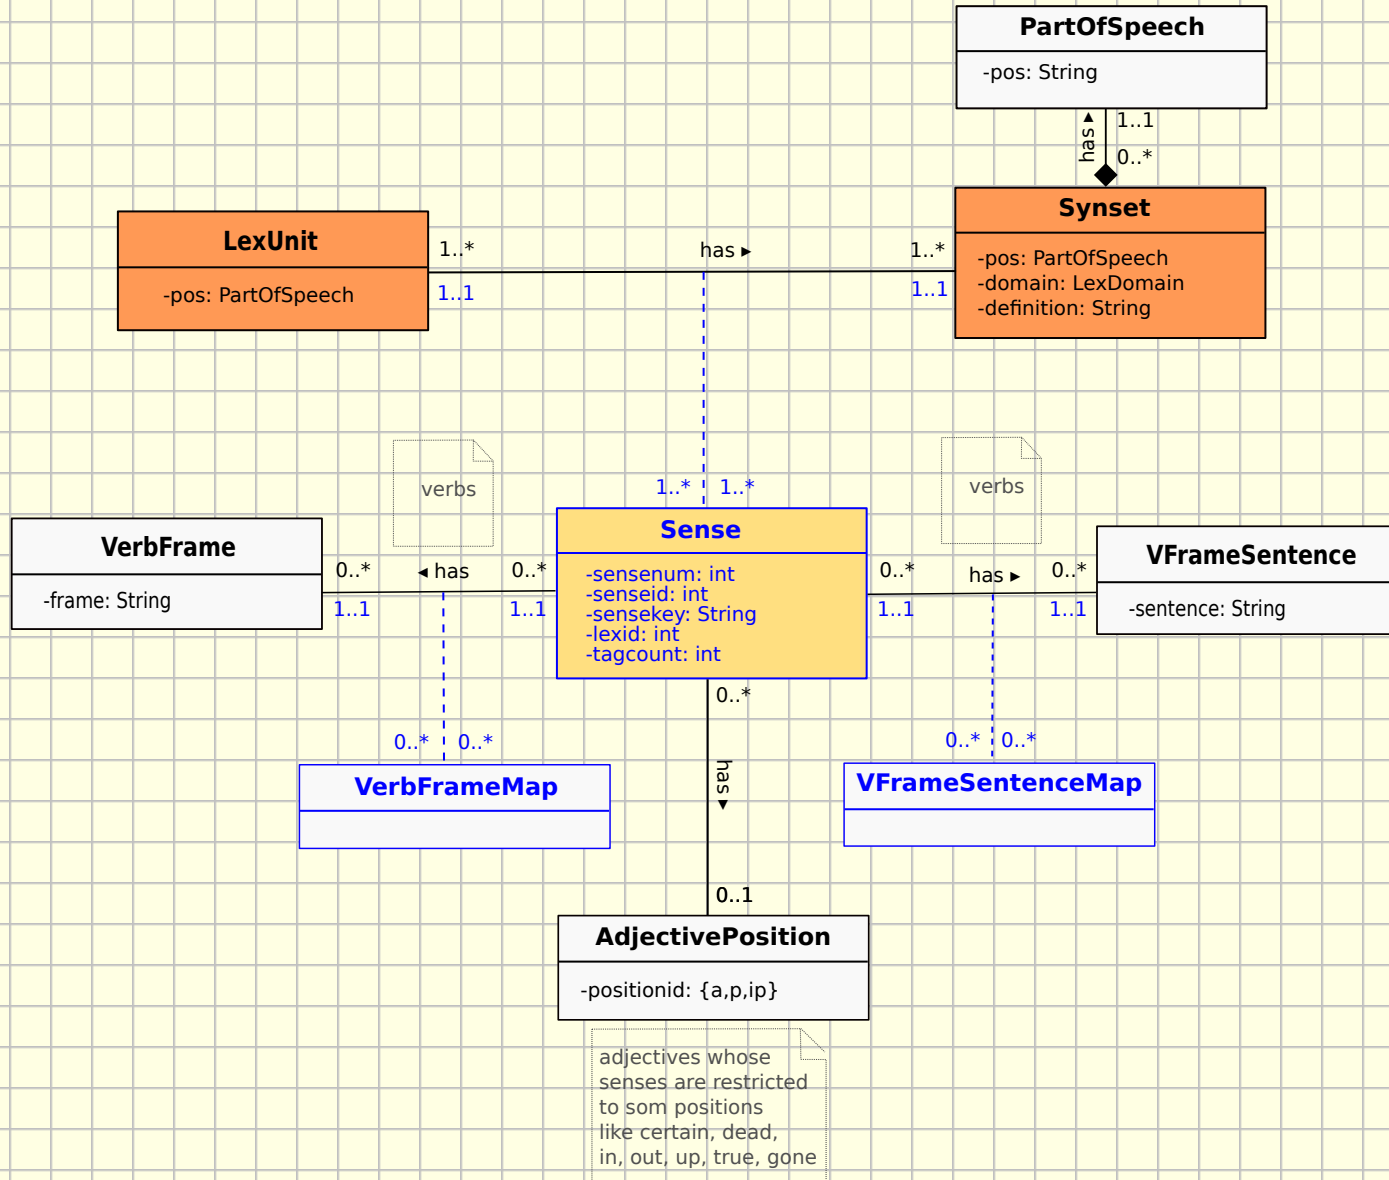 PartOfSpeech
-pos: String
has ▲
1..1
0..*
Synset
-pos: PartOfSpeech
-domain: LexDomain
-definition: String
LexUnit
-pos: PartOfSpeech
1..*
has ►
1..*
1..1
1..1
verbs
verbs
1..*
1..*
Sense
-sensenum: int
-senseid: int
-sensekey: String
-lexid: int
-tagcount: int
VerbFrame
-frame: String
0..*
◄ has
0..*
1..1
1..1
0..*
has ►
0..*
1..1
1..1
VFrameSentence
-sentence: String
0..*
0..*
VerbFrameMap
0..*
has ▼
0..1
0..*
0..*
VFrameSentenceMap
AdjectivePosition
-positionid: {a,p,ip}
adjectives whose
senses are restricted
to som positions
like certain, dead,
in, out, up, true, gone